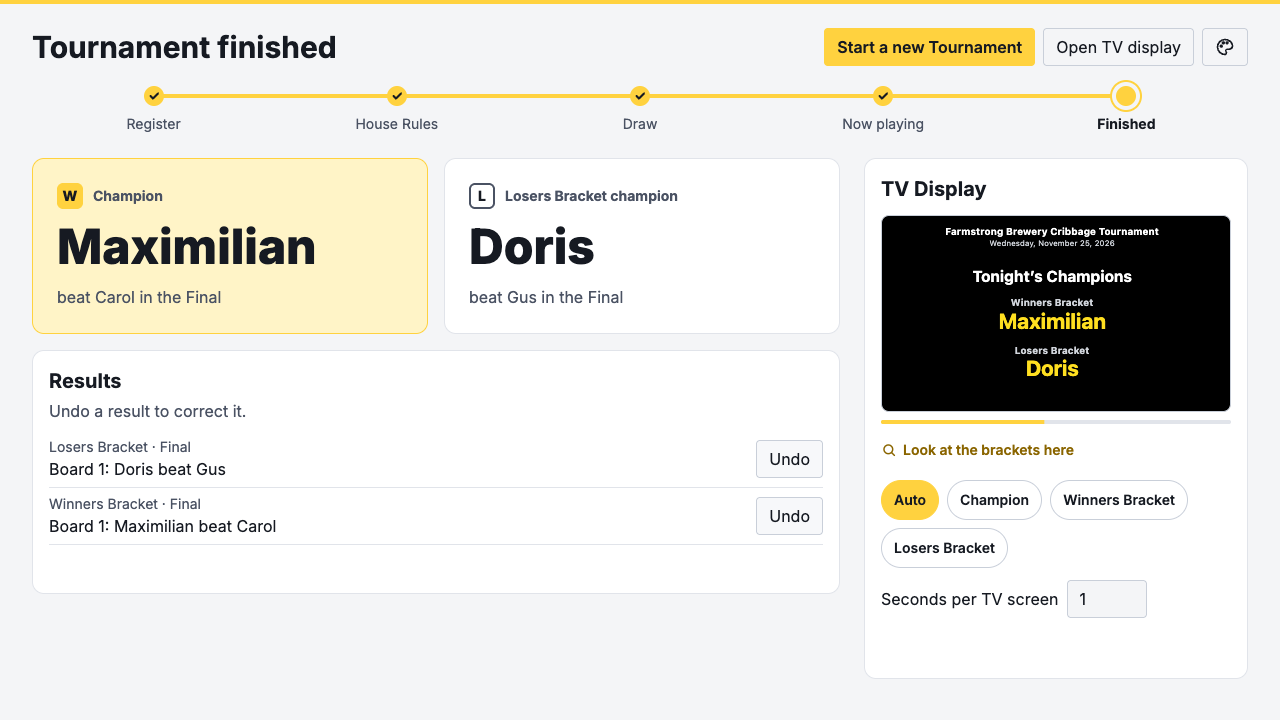 Tournament finished
Start a new Tournament
Open TV display
Register
House Rules
Draw
Now playing
Finished
W Champion
Maximilian
beat Carol in the Final
L Losers Bracket champion
Doris
beat Gus in the Final
Results
Undo a result to correct it.
Losers Bracket · Final
Board 1: Doris beat Gus
Undo
Winners Bracket · Final
Board 1: Maximilian beat Carol
Undo
TV Display
Farmstrong Brewery Cribbage Tournament
Wednesday, November 25, 2026
Tonight's Champions
Winners Bracket
Maximilian
Losers Bracket
Doris
Look at the brackets here
Auto
Champion
Winners Bracket
Losers Bracket
Seconds per TV screen 1